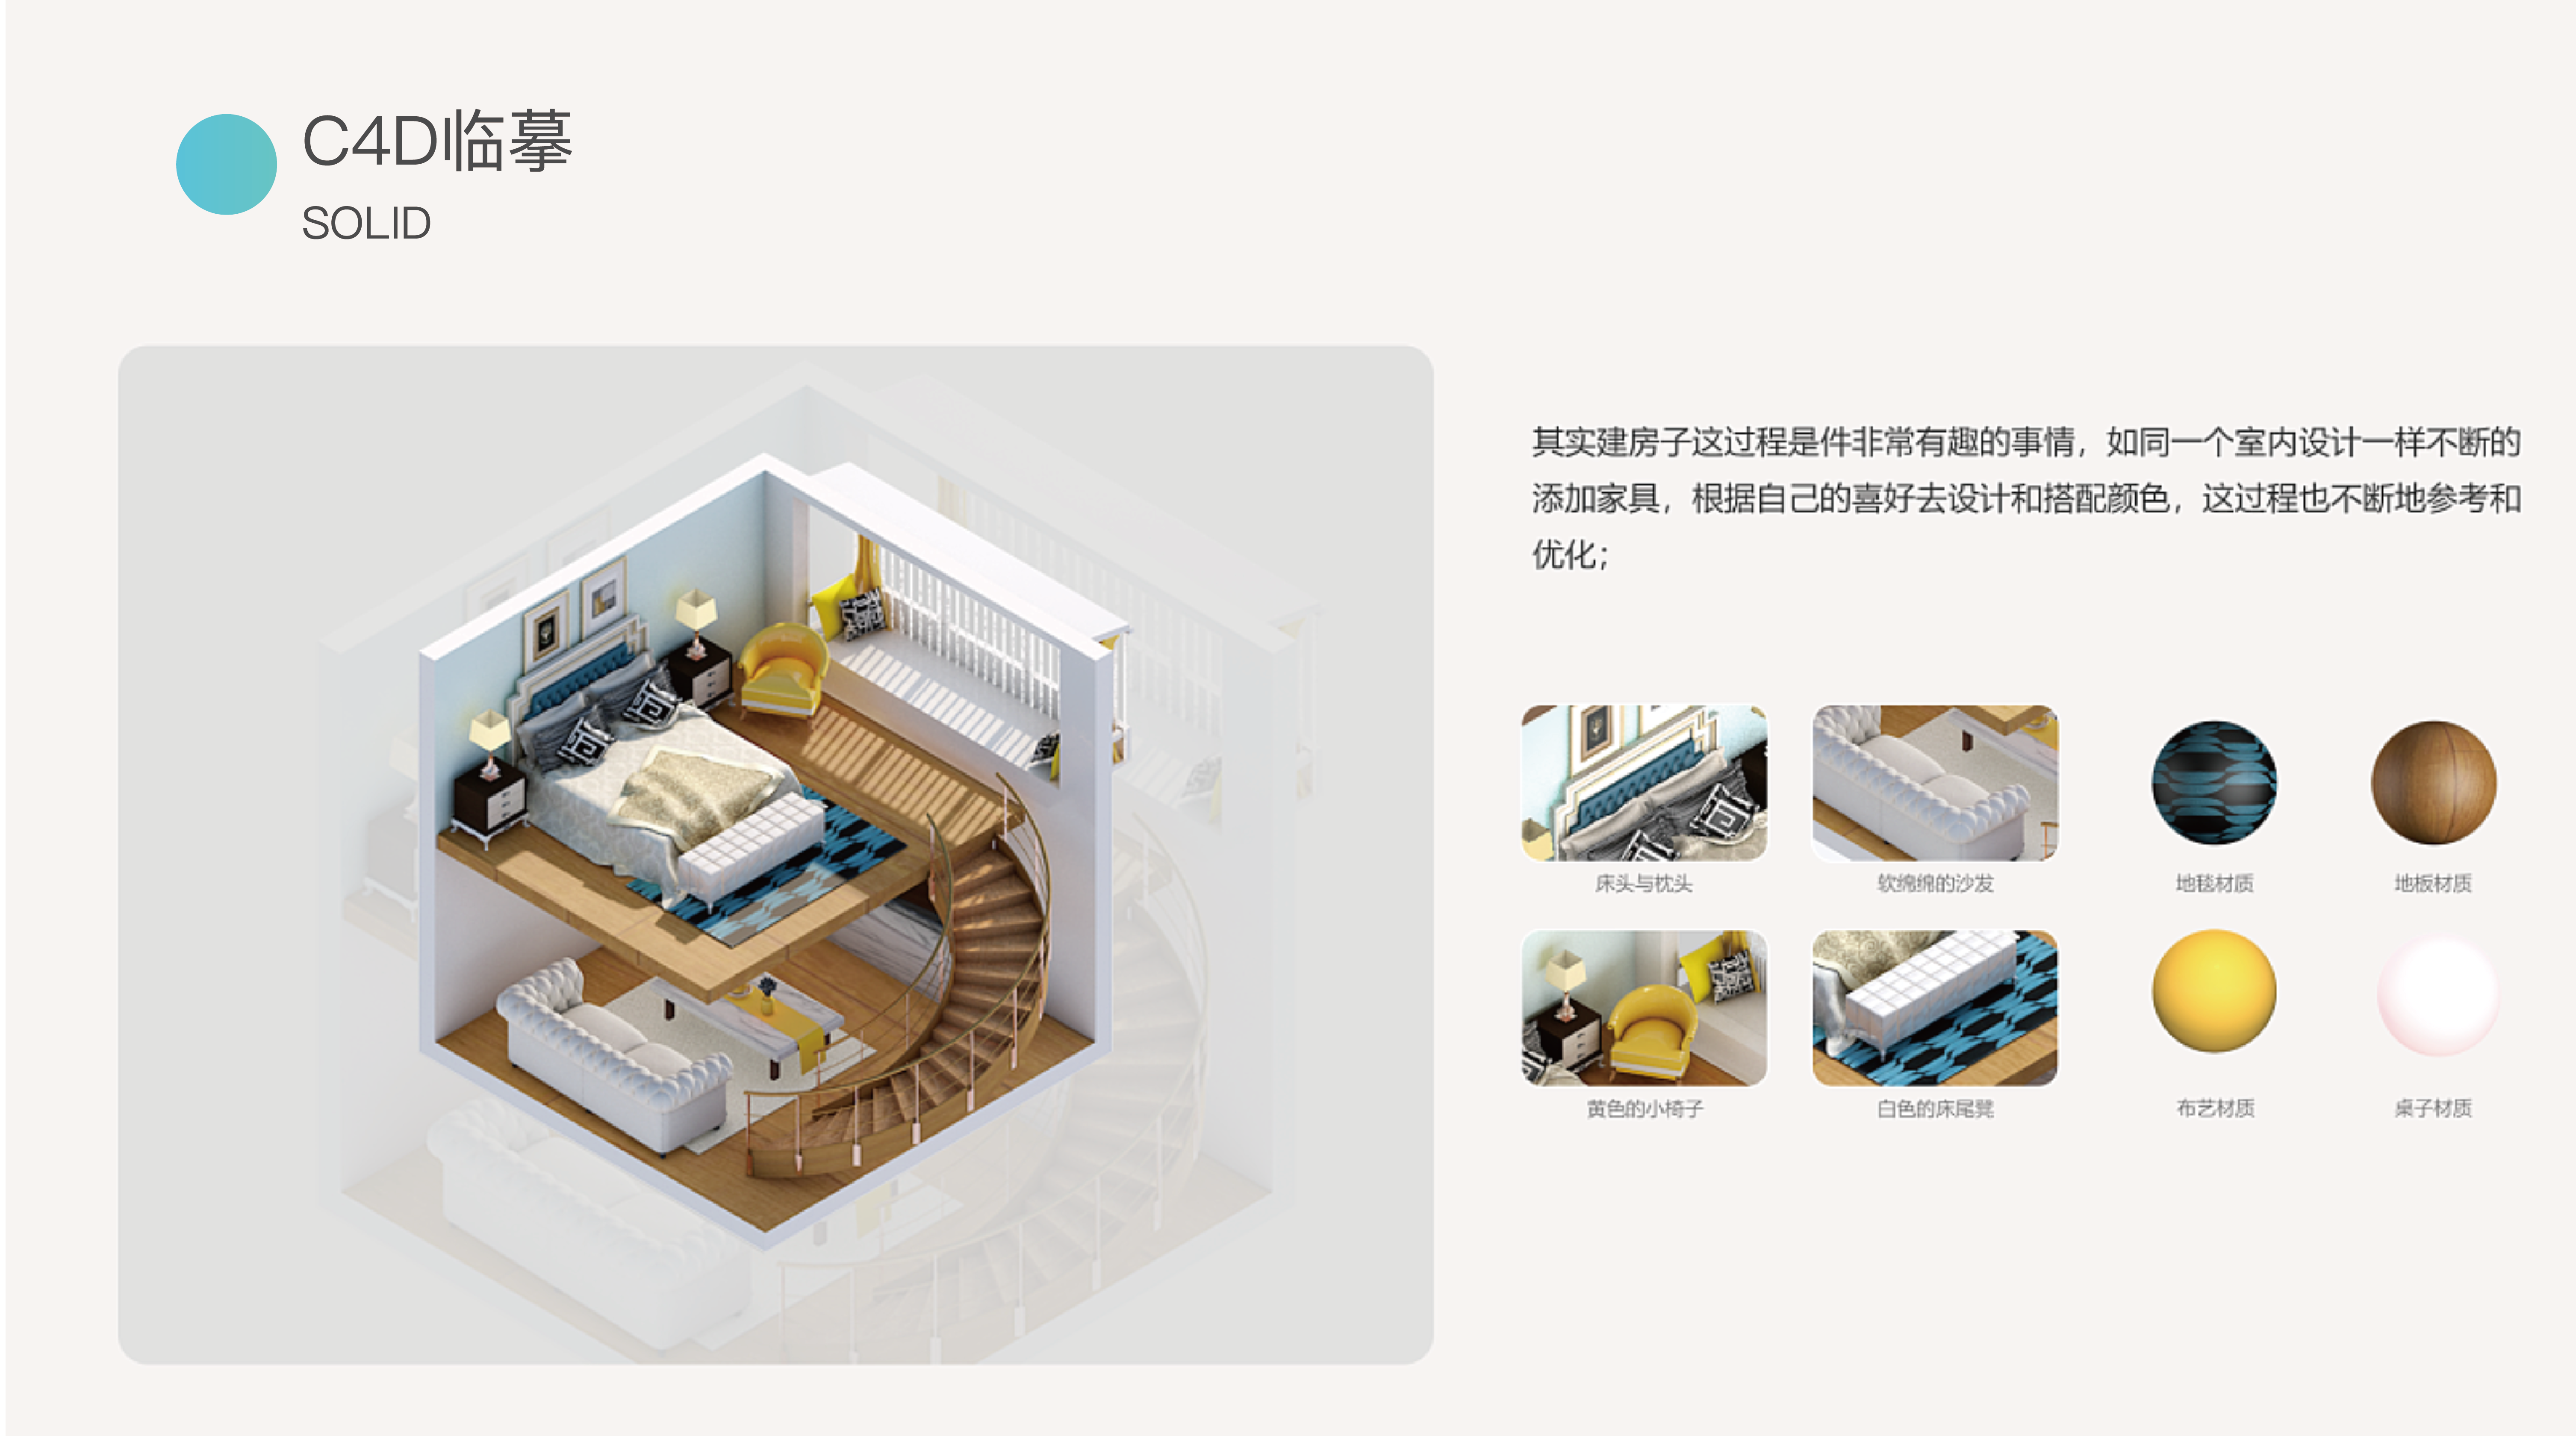 C4D临摹
SOLID
其实建房子这过程是件非常有趣的事情，如同一个室内设计一样不断的
添加家具，根据自己的喜好去设计和搭配颜色，这过程也不断地参考和
优化；
床头与枕头
软绵绵的沙发
地毯材质
地板材质
黄色的小椅子
白色的床尾凳
布艺材质
桌子材质